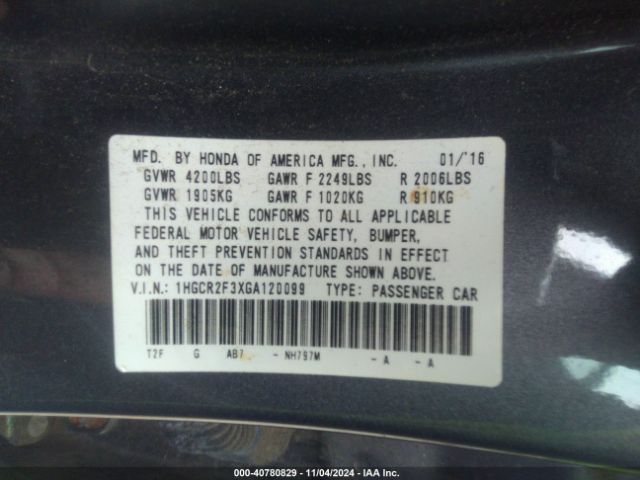 MFD. BY HONDA OF AMERICA MFG., INC. 01/'16
GVWR 4200LBS GAWR F 2249LBS R 2006LBS
GVWR 1905KG GAWR F 1020KG R 910KG
THIS VEHICLE CONFORMS TO ALL APPLICABLE
FEDERAL MOTOR VEHICLE SAFETY, BUMPER,
AND THEFT PREVENTION STANDARDS IN EFFECT
ON THE DATE OF MANUFACTURE SHOWN ABOVE.
V.I.N.: 1HGCR2F3XGA120099 TYPE: PASSENGER CAR
T2F G AB7 - NH797M - A - A
000-40780829 - 11/04/2024 - IAA Inc.